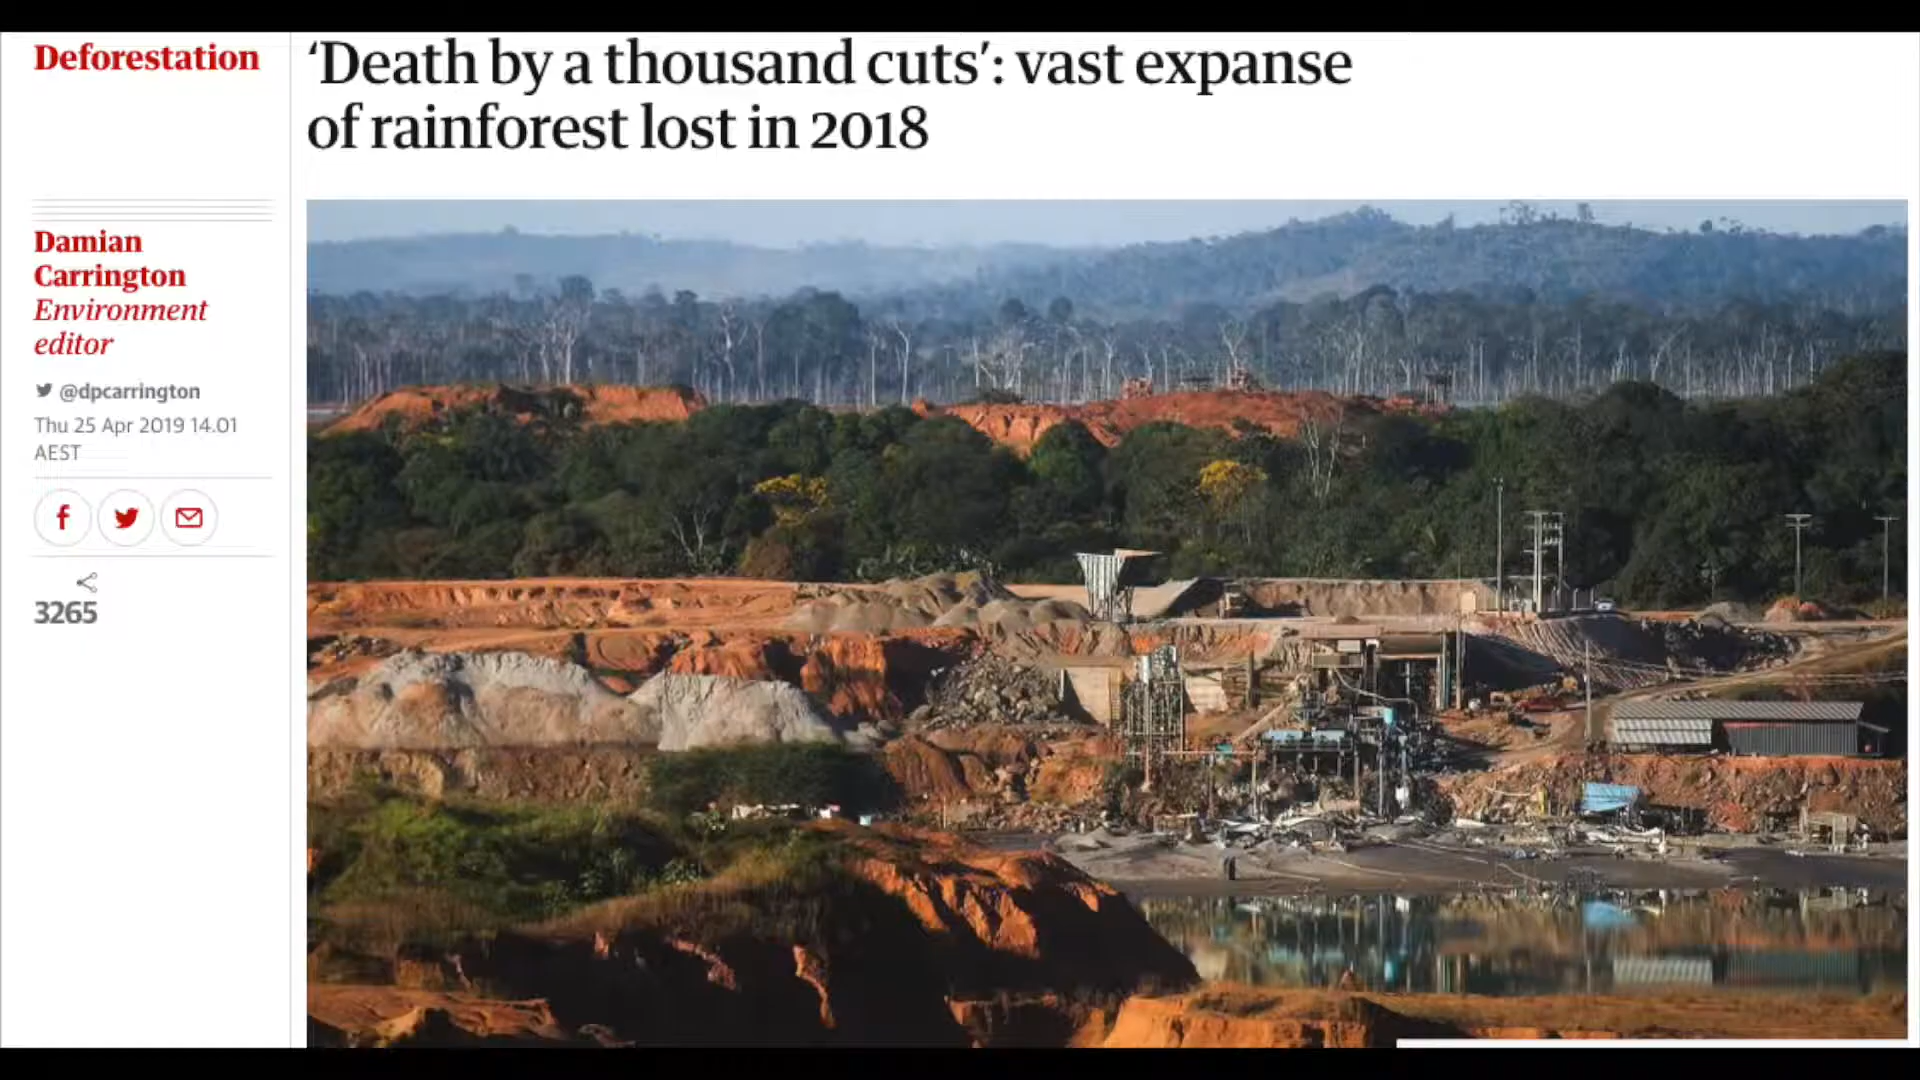 Deforestation
‘Death by a thousand cuts’: vast expanse
of rainforest lost in 2018
Damian
Carrington
Environment
editor
@dpcarrington
Thu 25 Apr 2019 14.01
AEST
3265